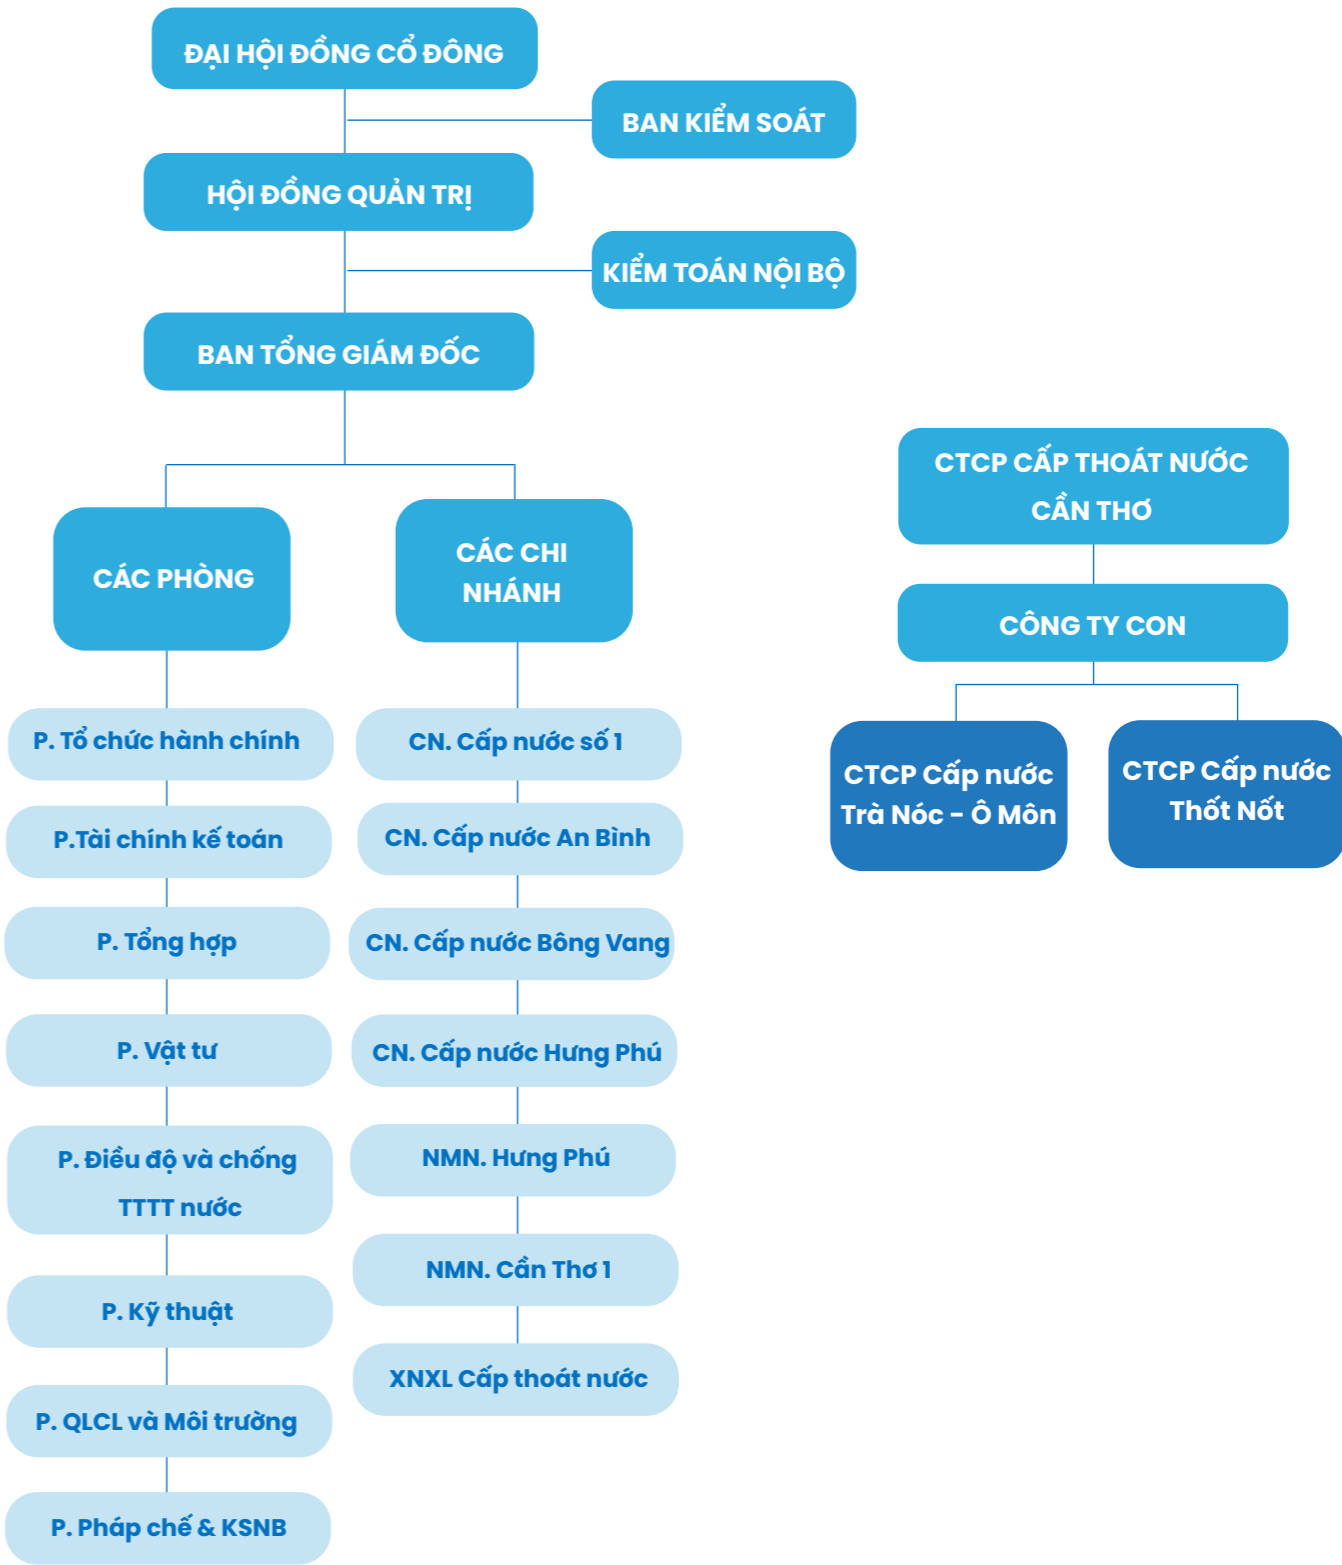 ĐẠI HỘI ĐỒNG CỔ ĐÔNG
BAN KIỂM SOÁT
HỘI ĐỒNG QUẢN TRỊ
KIỂM TOÁN NỘI BỘ
BAN TỔNG GIÁM ĐỐC
CÁC PHÒNG
CÁC CHI
NHÁNH
P. Tổ chức hành chính
P.Tài chính kế toán
P. Tổng hợp
P. Vật tư
P. Điều độ và chống
TTTT nước
P. Kỹ thuật
P. QLCL và Môi trường
P. Pháp chế & KSNB
CN. Cấp nước số 1
CN. Cấp nước An Bình
CN. Cấp nước Bông Vang
CN. Cấp nước Hưng Phú
NMN. Hưng Phú
NMN. Cần Thơ 1
XNXL Cấp thoát nước
CTCP CẤP THOÁT NƯỚC
CẦN THƠ
CÔNG TY CON
CTCP Cấp nước
Trà Nóc - Ô Môn
CTCP Cấp nước
Thốt Nốt